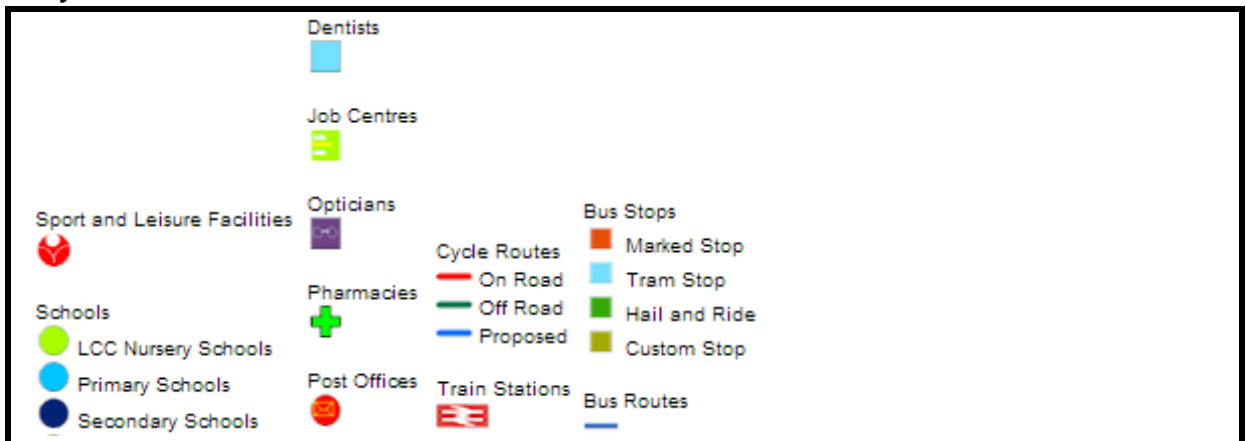 Dentists
Job Centres
Sport and Leisure Facilities
Schools
LCC Nursery Schools
Primary Schools
Secondary Schools
Opticians
Pharmacies
Post Offices
Cycle Routes
On Road
Off Road
Proposed
Train Stations
Bus Stops
Marked Stop
Tram Stop
Hail and Ride
Custom Stop
Bus Routes